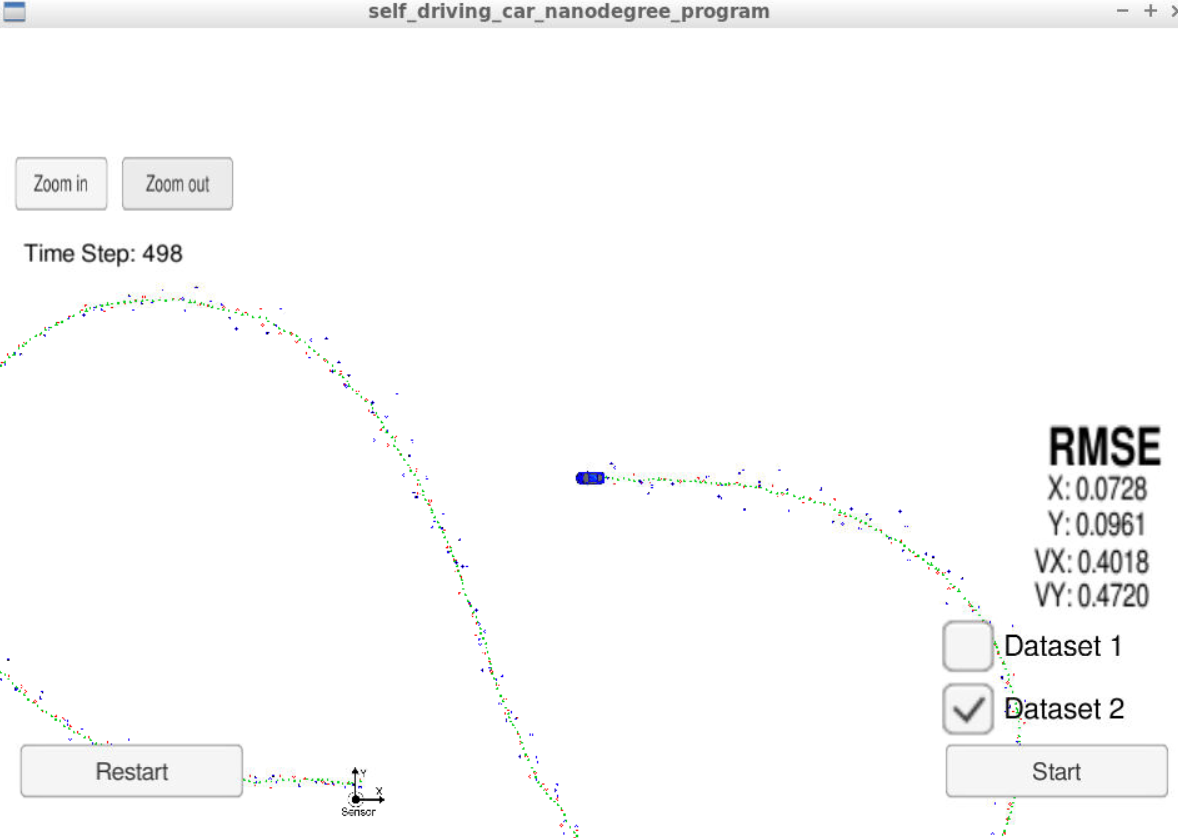 self_driving_car_nanodegree_program
Zoom in
Zoom out
Time Step: 498
RMSE
X: 0.0728
Y: 0.0961
VX: 0.4018
VY: 0.4720
Dataset 1
Dataset 2
Restart
Start
Y
X
Sensor